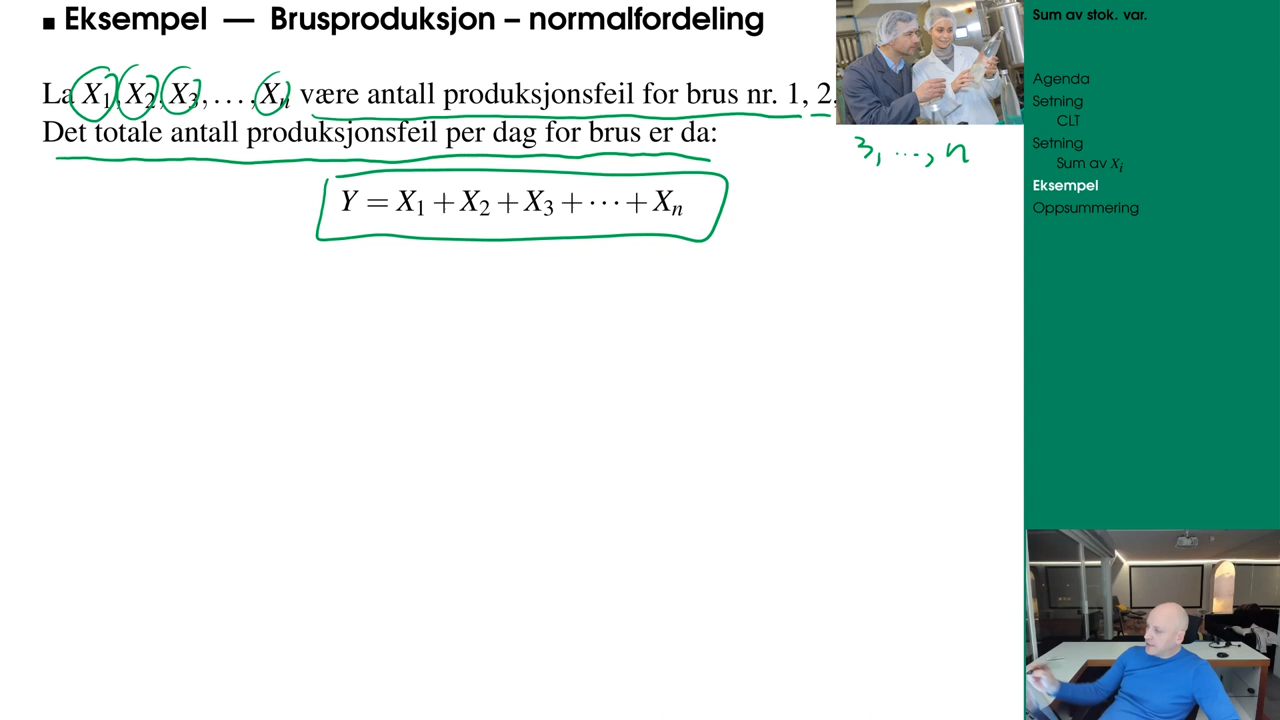 ▪ Eksempel — Brusproduksjon – normalfordeling
La X₁, X₂, X₃, ..., Xₙ være antall produksjonsfeil for brus nr. 1, 2,
3, ..., n
Det totale antall produksjonsfeil per dag for brus er da:
Y = X₁ + X₂ + X₃ + ⋯ + Xₙ
Sum av stok. var.
Agenda
Setning
CLT
Setning
Sum av Xᵢ
Eksempel
Oppsummering